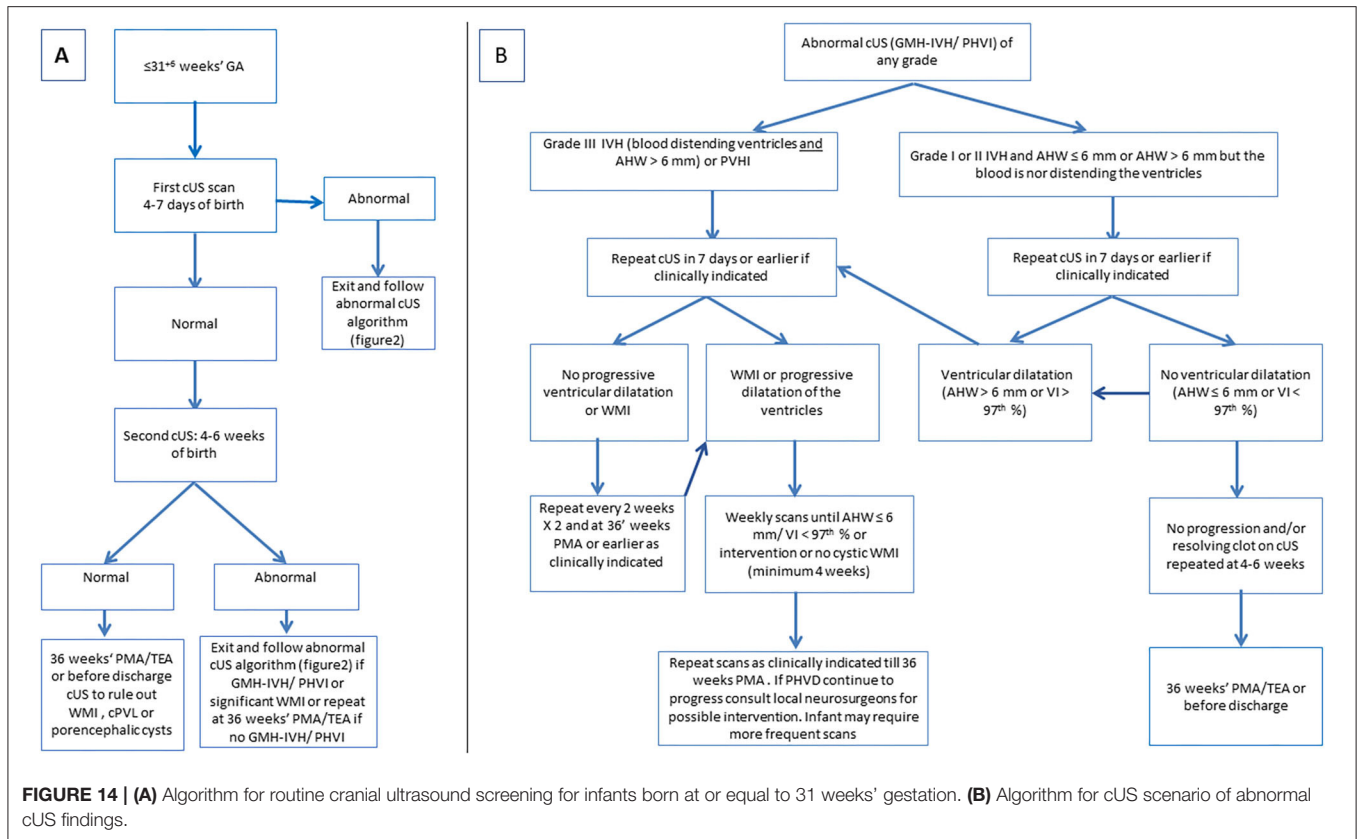 A
≤31+6 weeks' GA
First cUS scan
4-7 days of birth
Abnormal
Exit and follow
abnormal cUS
algorithm
(figure2)
Normal
Second cUS: 4-6 weeks
of birth
Normal
Abnormal
36 weeks' PMA/TEA
or before discharge
cUS to rule out
WMI , cPVL or
porencephalic cysts
Exit and follow abnormal
cUS algorithm (figure2) if
GMH-IVH/ PHVI or
significant WMI or repeat
at 36 weeks' PMA/TEA if
no GMH-IVH/ PHVI
B
Abnormal cUS (GMH-IVH/ PHVI) of
any grade
Grade III IVH (blood distending ventricles and
AHW > 6 mm) or PVHI
Grade I or II IVH and AHW ≤ 6 mm or AHW > 6 mm but the
blood is nor distending the ventricles
Repeat cUS in 7 days or earlier if
clinically indicated
Repeat cUS in 7 days or earlier if
clinically indicated
No progressive
ventricular dilatation
or WMI
WMI or progressive
dilatation of the
ventricles
Ventricular dilatation
(AHW > 6 mm or VI >
97th %)
No ventricular dilatation
(AHW ≤ 6 mm or VI <
97th %)
Repeat every 2 weeks
X 2 and at 36' weeks
PMA or earlier as
clinically indicated
Weekly scans until AHW ≤ 6
mm/ VI < 97th % or
intervention or no cystic WMI
(minimum 4 weeks)
No progression and/or
resolving clot on cUS
repeated at 4-6 weeks
Repeat scans as clinically indicated till 36
weeks PMA . If PHVD continue to
progress consult local neurosurgeons for
possible intervention. Infant may require
more frequent scans
36 weeks' PMA/TEA or
before discharge
FIGURE 14 | (A) Algorithm for routine cranial ultrasound screening for infants born at or equal to 31 weeks' gestation. (B) Algorithm for cUS scenario of abnormal
cUS findings.